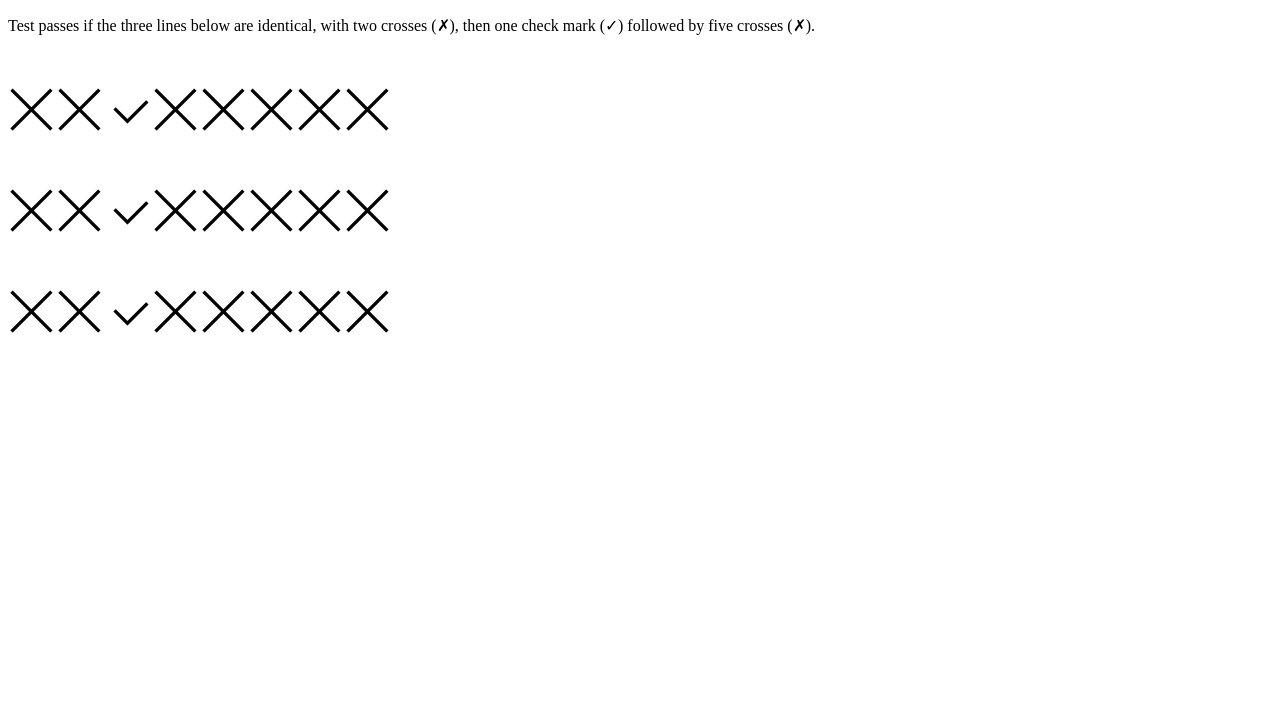 Test passes if the three lines below are identical, with two crosses (✗), then one check mark (✓) followed by five crosses (✗).
✗✗✓✗✗✗✗✗
✗✗✓✗✗✗✗✗
✗✗✓✗✗✗✗✗